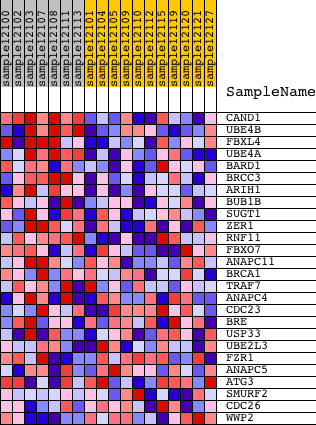 sample12100
sample12102
sample12103
sample12107
sample12108
sample12111
sample12113
sample12101
sample12104
sample12105
sample12109
sample12110
sample12112
sample12115
sample12119
sample12120
sample12121
sample12127
SampleName
CAND1
UBE4B
FBXL4
UBE4A
BARD1
BRCC3
ARIH1
BUB1B
SUGT1
ZER1
RNF11
FBXO7
ANAPC11
BRCA1
TRAF7
ANAPC4
CDC23
BRE
USP33
UBE2L3
FZR1
ANAPC5
ATG3
SMURF2
CDC26
WWP2